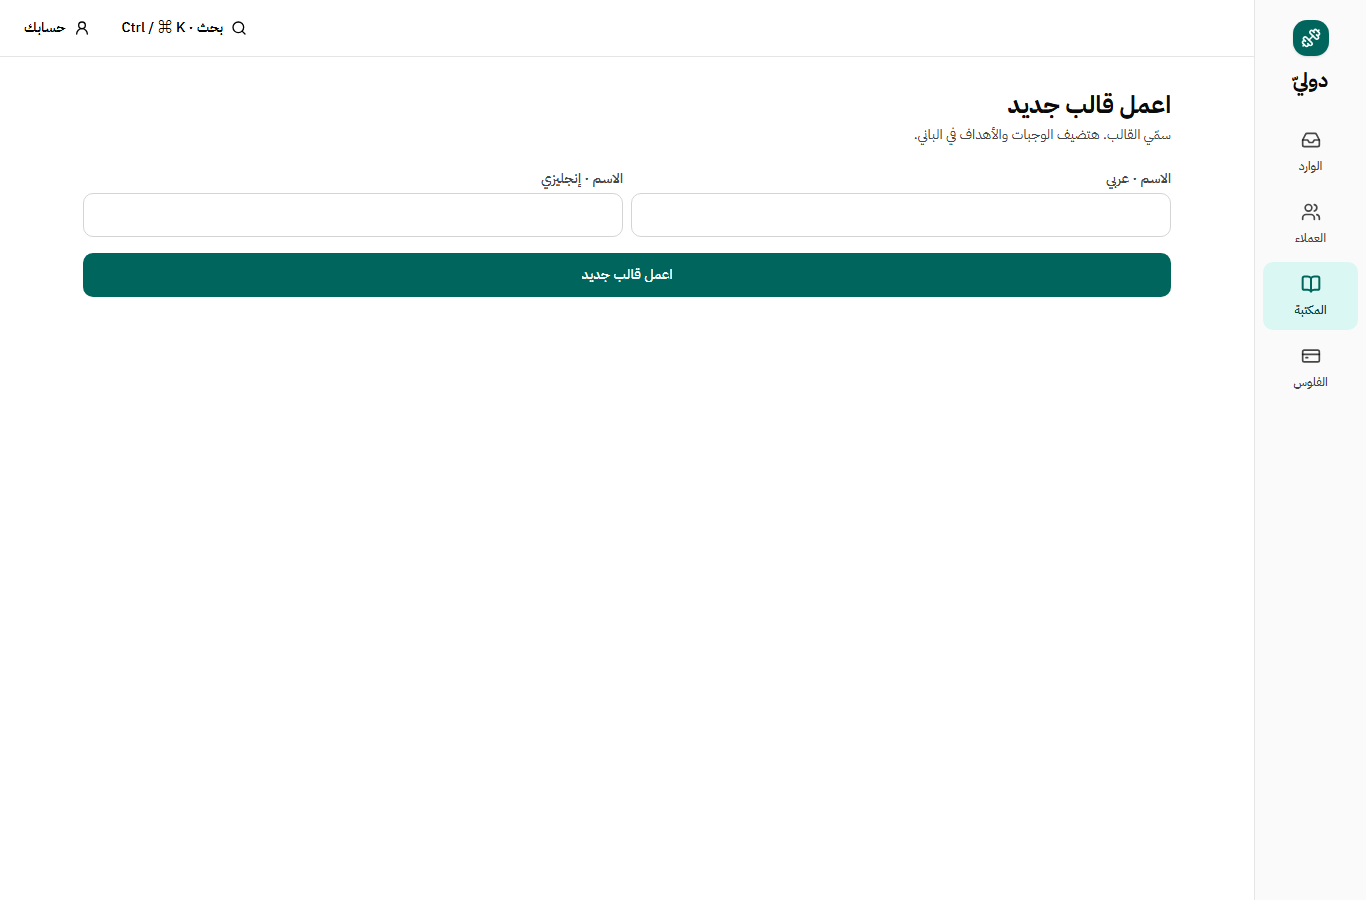 دوليّ
الوارد
العملاء
المكتبة
الفلوس
بحث · Ctrl / ⌘ K
حسابك
اعمل قالب جديد
سمّي القالب. هتضيف الوجبات والأهداف في الباني.
الاسم · عربي
الاسم · إنجليزي
اعمل قالب جديد